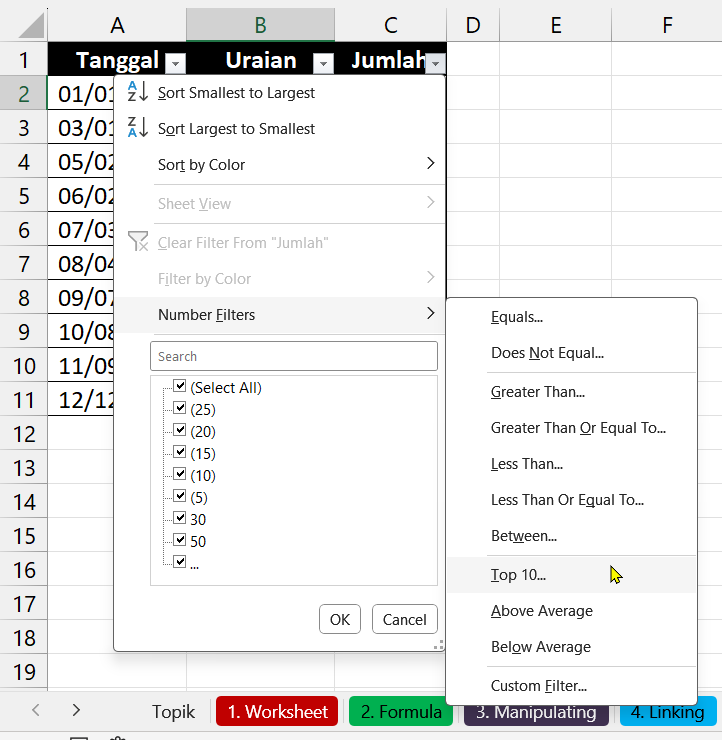 A B C D E F
1 Tanggal Uraian Jumlah
2 01/01
3 03/01
4 05/02
5 06/02
6 07/03
7 08/04
8 09/07
9 10/08
10 11/09
11 12/12
12
13
14
15
16
17
18
19
Sort Smallest to Largest
Sort Largest to Smallest
Sort by Color
Sheet View
Clear Filter From "Jumlah"
Filter by Color
Number Filters
Search
(Select All)
(25)
(20)
(15)
(10)
(5)
30
50
...
OK Cancel
Equals...
Does Not Equal...
Greater Than...
Greater Than Or Equal To...
Less Than...
Less Than Or Equal To...
Between...
Top 10...
Above Average
Below Average
Custom Filter...
Topik 1. Worksheet 2. Formula 3. Manipulating 4. Linking